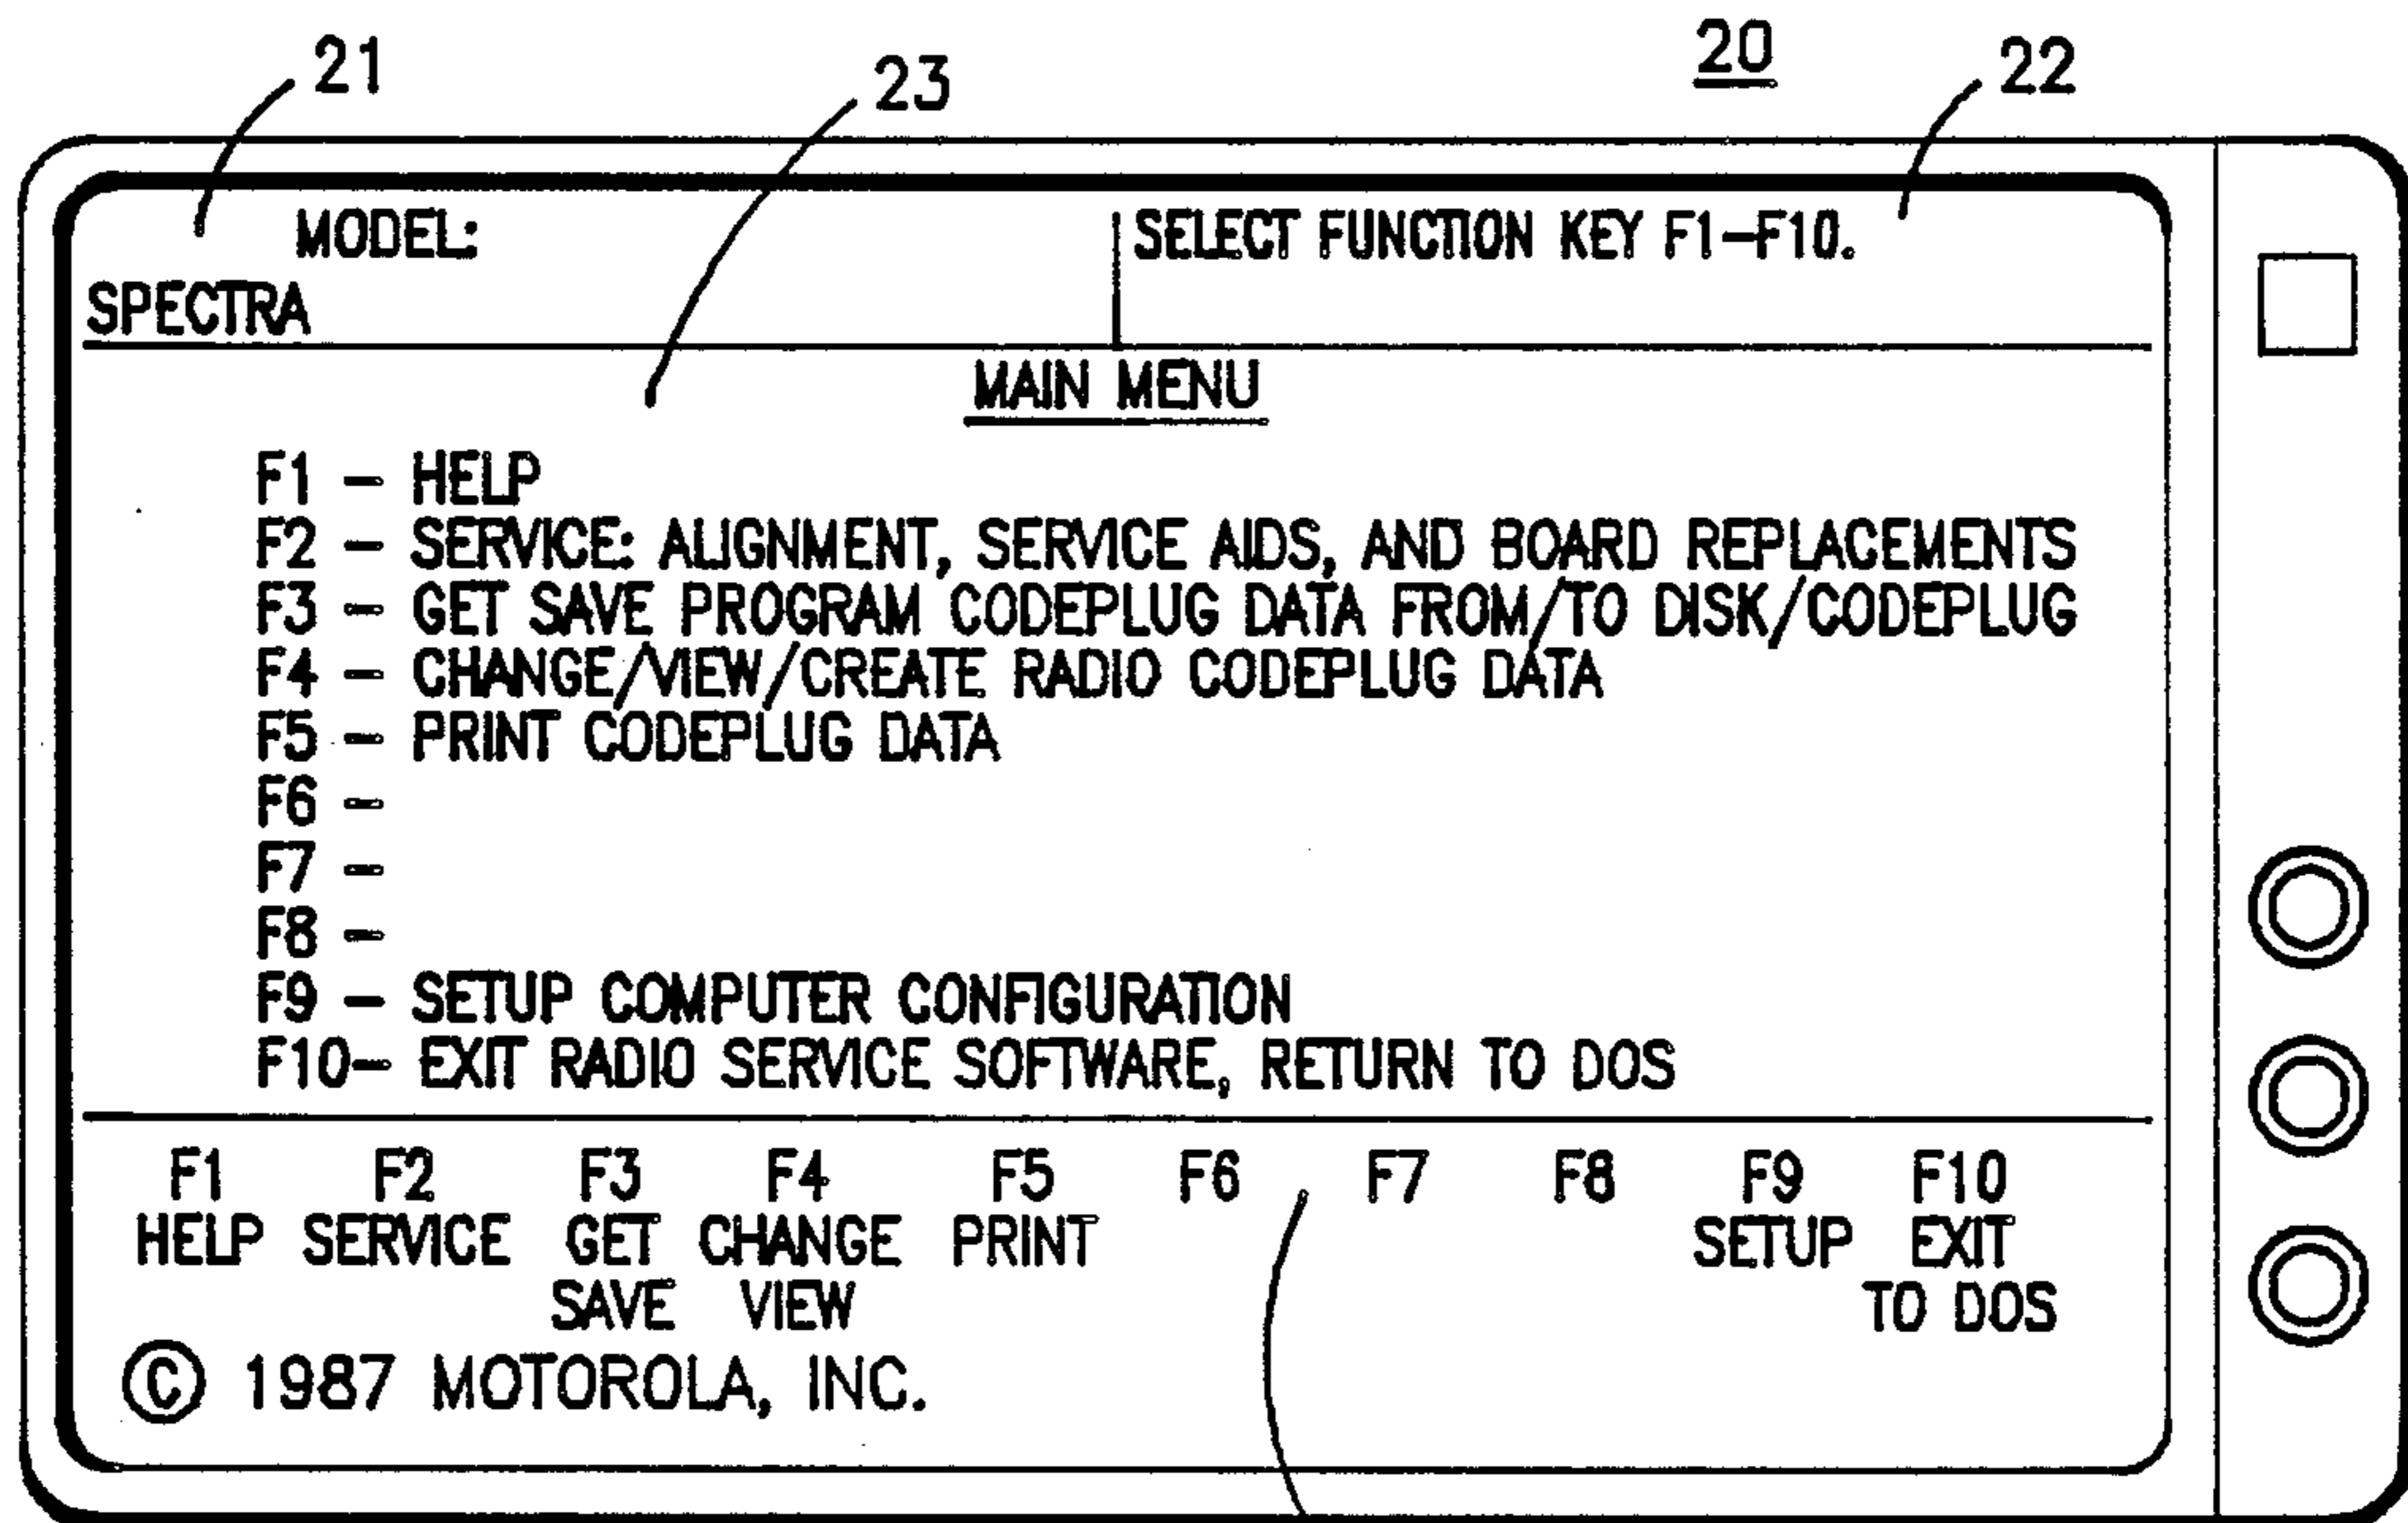 20
21
23
22
MODEL:
SPECTRA
SELECT FUNCTION KEY F1-F10.
MAIN MENU
F1 - HELP
F2 - SERVICE: ALIGNMENT, SERVICE AIDS, AND BOARD REPLACEMENTS
F3 - GET SAVE PROGRAM CODEPLUG DATA FROM/TO DISK/CODEPLUG
F4 - CHANGE/VIEW/CREATE RADIO CODEPLUG DATA
F5 - PRINT CODEPLUG DATA
F6 -
F7 -
F8 -
F9 - SETUP COMPUTER CONFIGURATION
F10- EXIT RADIO SERVICE SOFTWARE, RETURN TO DOS
F1 F2 F3 F4 F5 F6 F7 F8 F9 F10
HELP SERVICE GET CHANGE PRINT SETUP EXIT
SAVE VIEW TO DOS
© 1987 MOTOROLA, INC.